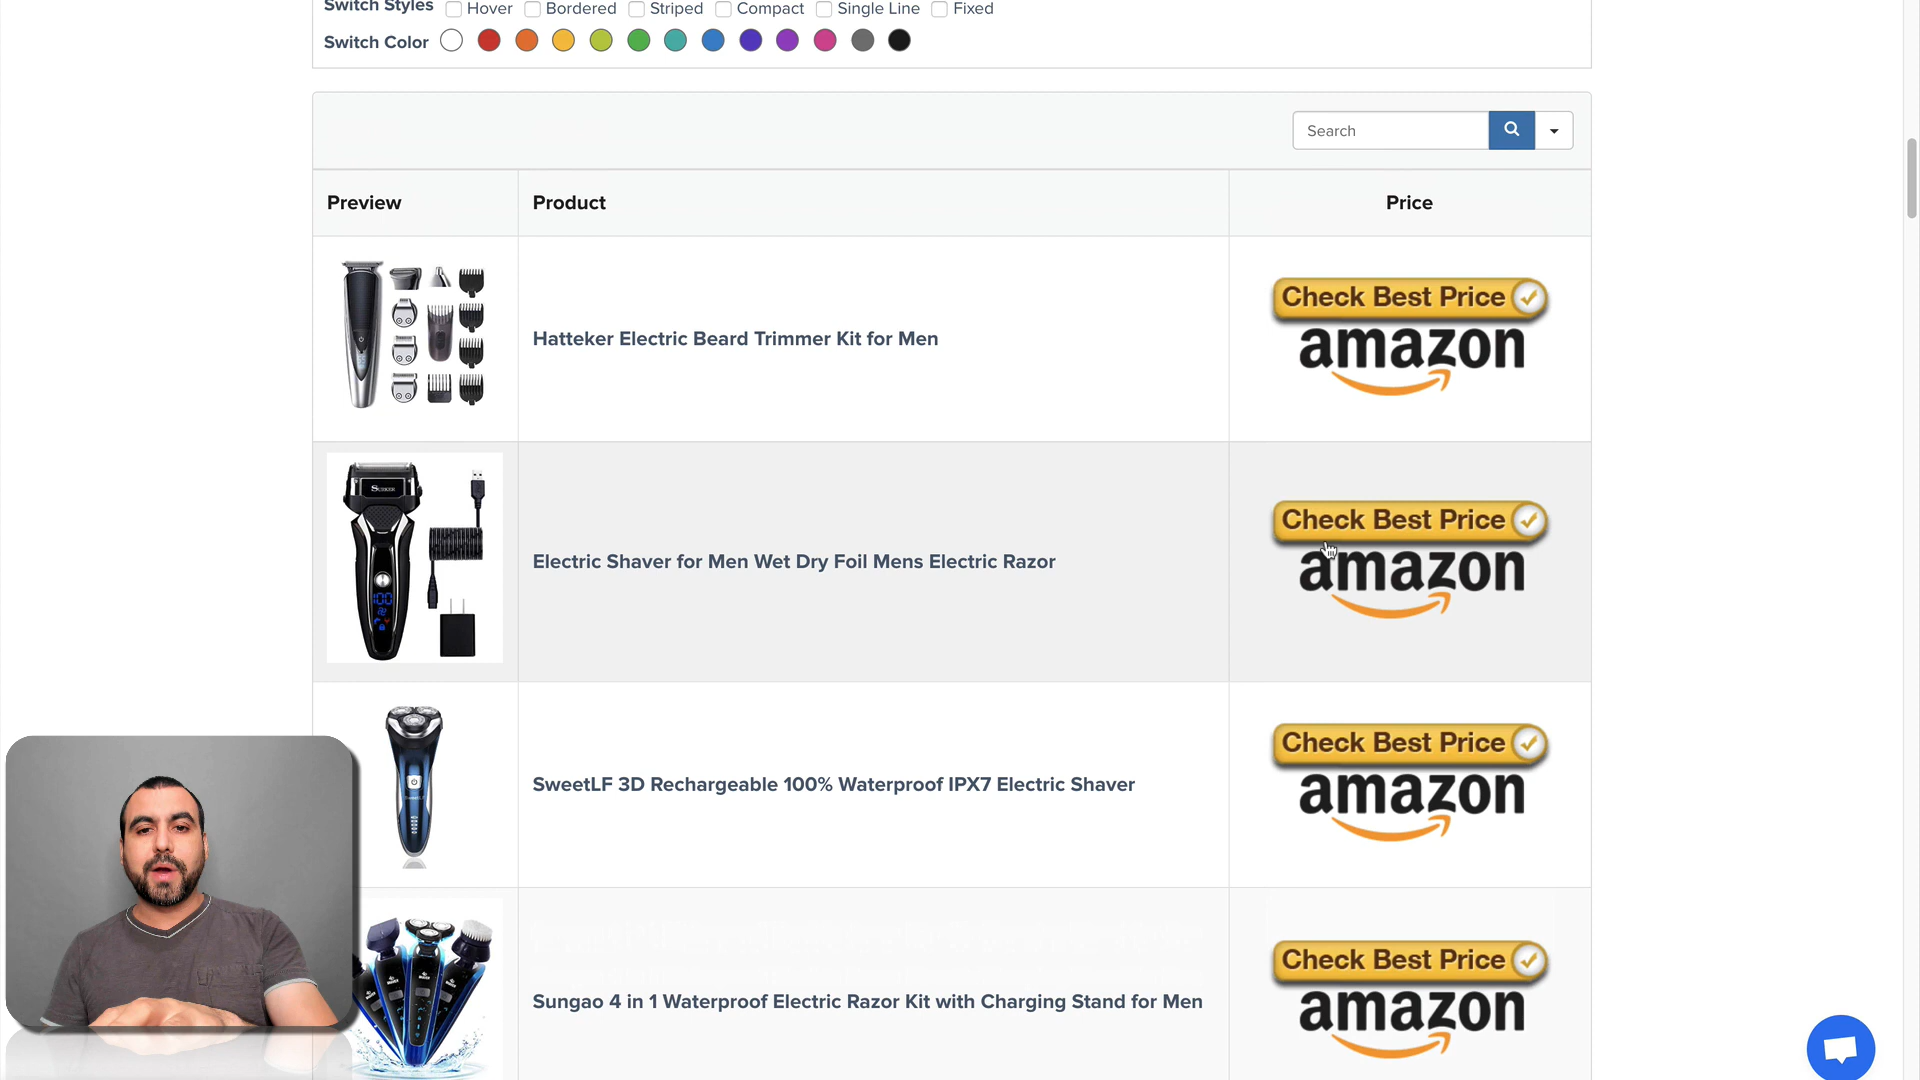 Switch Styles Hover Bordered Striped Compact Single Line Fixed
Switch Color
Search
Preview Product Price
Hatteker Electric Beard Trimmer Kit for Men
Check Best Price
amazon
Electric Shaver for Men Wet Dry Foil Mens Electric Razor
Check Best Price
amazon
100
SweetLF 3D Rechargeable 100% Waterproof IPX7 Electric Shaver
Check Best Price
amazon
Sungao 4 in 1 Waterproof Electric Razor Kit with Charging Stand for Men
Check Best Price
amazon